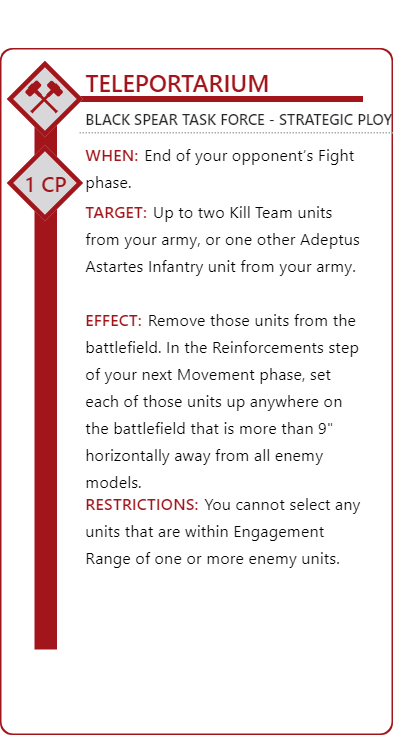 TELEPORTARIUM
BLACK SPEAR TASK FORCE - STRATEGIC PLOY
1 CP
WHEN: End of your opponent's Fight
phase.
TARGET: Up to two Kill Team units
from your army, or one other Adeptus
Astartes Infantry unit from your army.
EFFECT: Remove those units from the
battlefield. In the Reinforcements step
of your next Movement phase, set
each of those units up anywhere on
the battlefield that is more than 9"
horizontally away from all enemy
models.
RESTRICTIONS: You cannot select any
units that are within Engagement
Range of one or more enemy units.